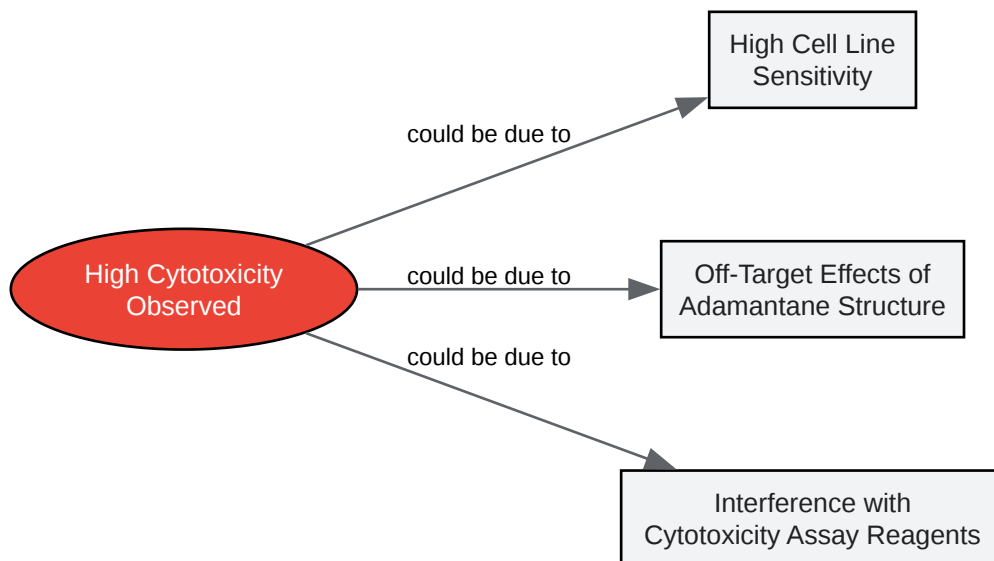 High Cell Line
Sensitivity
could be due to
High Cytotoxicity
Observed
could be due to
Off-Target Effects of
Adamantane Structure
could be due to
Interference with
Cytotoxicity Assay Reagents